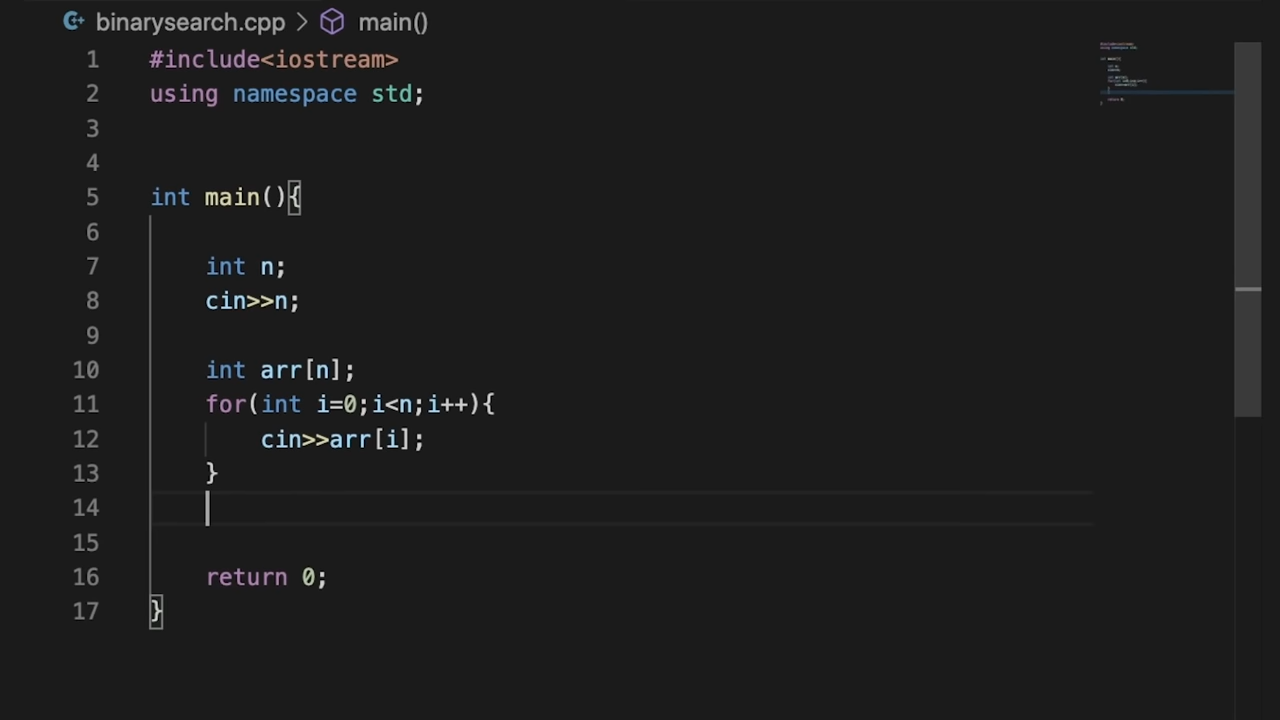 binarysearch.cpp > main()
1 #include<iostream>
2 using namespace std;
3
4
5 int main(){
6
7 int n;
8 cin>>n;
9
10 int arr[n];
11 for(int i=0;i<n;i++){
12 cin>>arr[i];
13 }
14
15
16 return 0;
17 }